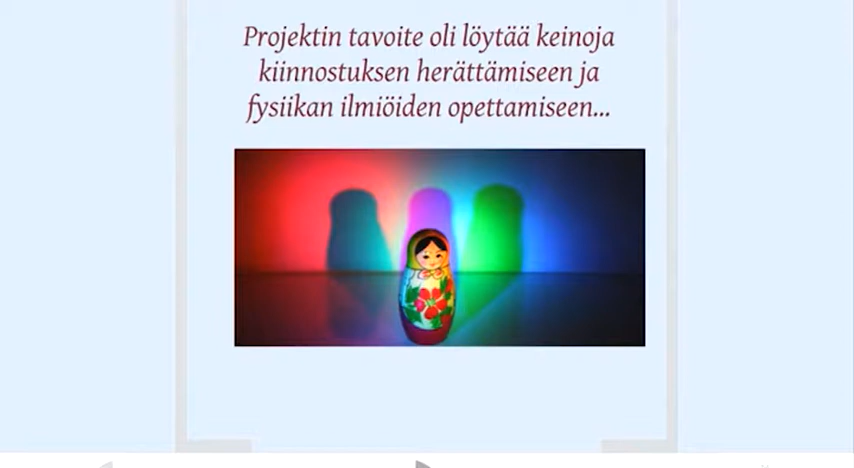 Projektin tavoite oli löytää keinoja
kiinnostuksen herättämiseen ja
fysiikan ilmiöiden opettamiseen...